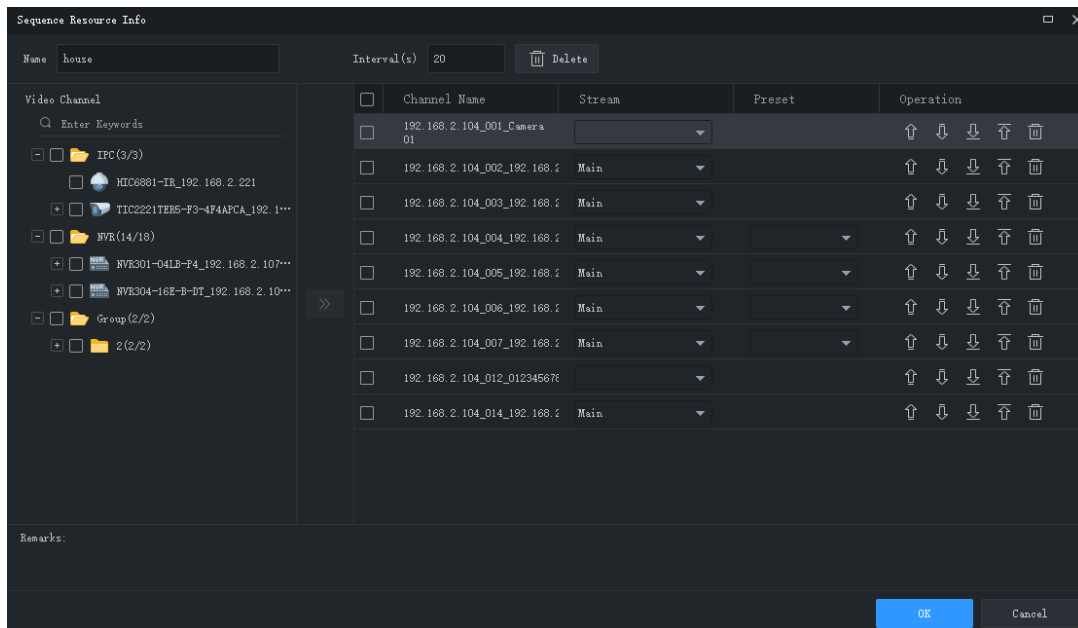 Sequence Resource Info
Name house Interval(s) 20 Delete
Video Channel
Enter Keywords
IPC(3/3)
HIC6881-IR_192.168.2.221
TIC2221TER5-F3-4F4APCA_192.1···
NVR(14/18)
NVR301-04LB-P4_192.168.2.107···
NVR304-16E-B-DT_192.168.2.10···
Group(2/2)
2(2/2)
Channel Name Stream Preset Operation
192.168.2.104_001_Camera
01
192.168.2.104_002_192.168.2 Main
192.168.2.104_003_192.168.2 Main
192.168.2.104_004_192.168.2 Main
192.168.2.104_005_192.168.2 Main
192.168.2.104_006_192.168.2 Main
192.168.2.104_007_192.168.2 Main
192.168.2.104_012_012345678
192.168.2.104_014_192.168.2 Main
Remarks:
OK Cancel